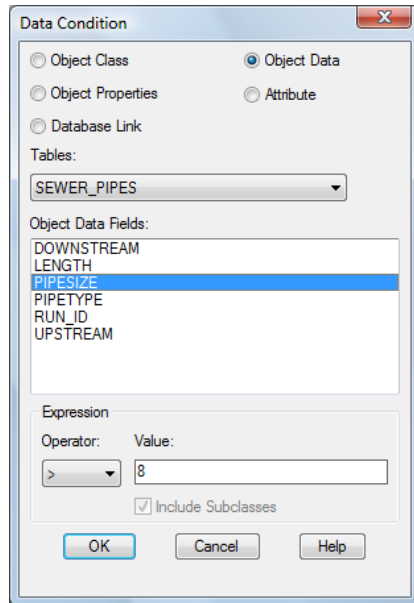 Data Condition
Object Class
Object Data
Object Properties
Attribute
Database Link
Tables:
SEWER_PIPES
Object Data Fields:
DOWNSTREAM
LENGTH
PIPESIZE
PIPETYPE
RUN_ID
UPSTREAM
Expression
Operator: Value:
> 8
Include Subclasses
OK Cancel Help